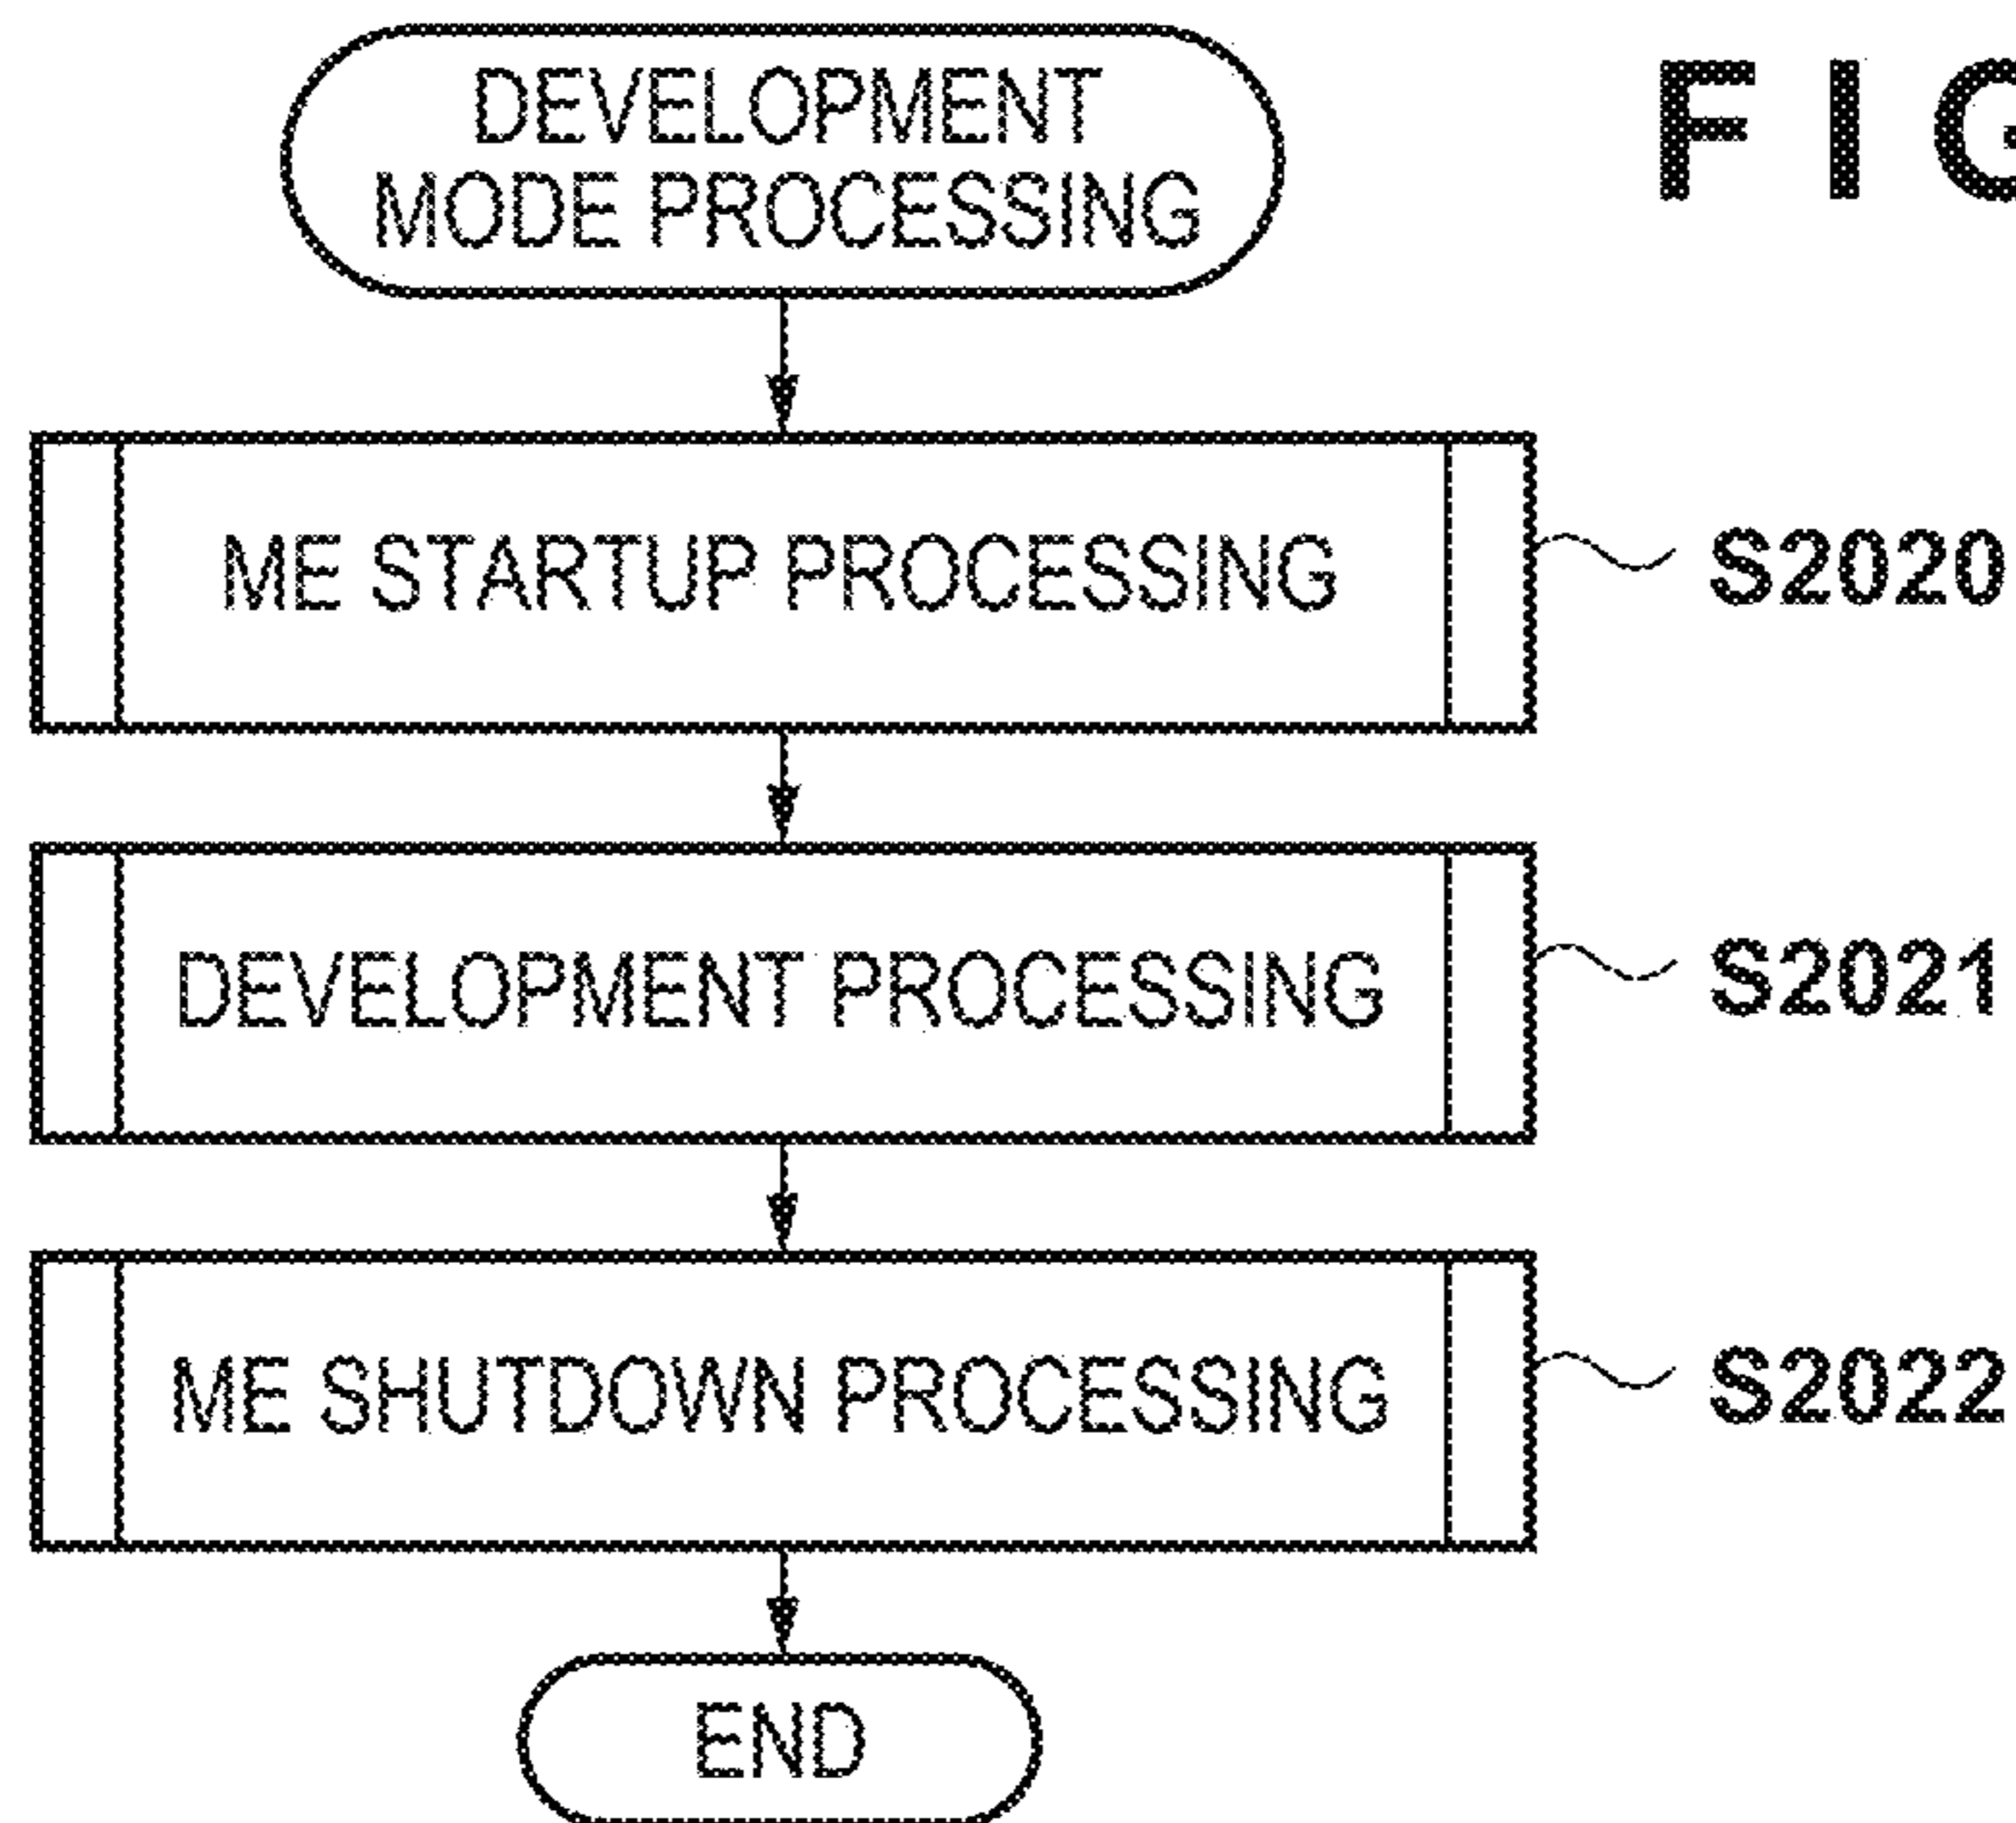 DEVELOPMENT
MODE PROCESSING
FIG
ME STARTUP PROCESSING
S2020
DEVELOPMENT PROCESSING
S2021
ME SHUTDOWN PROCESSING
S2022
END